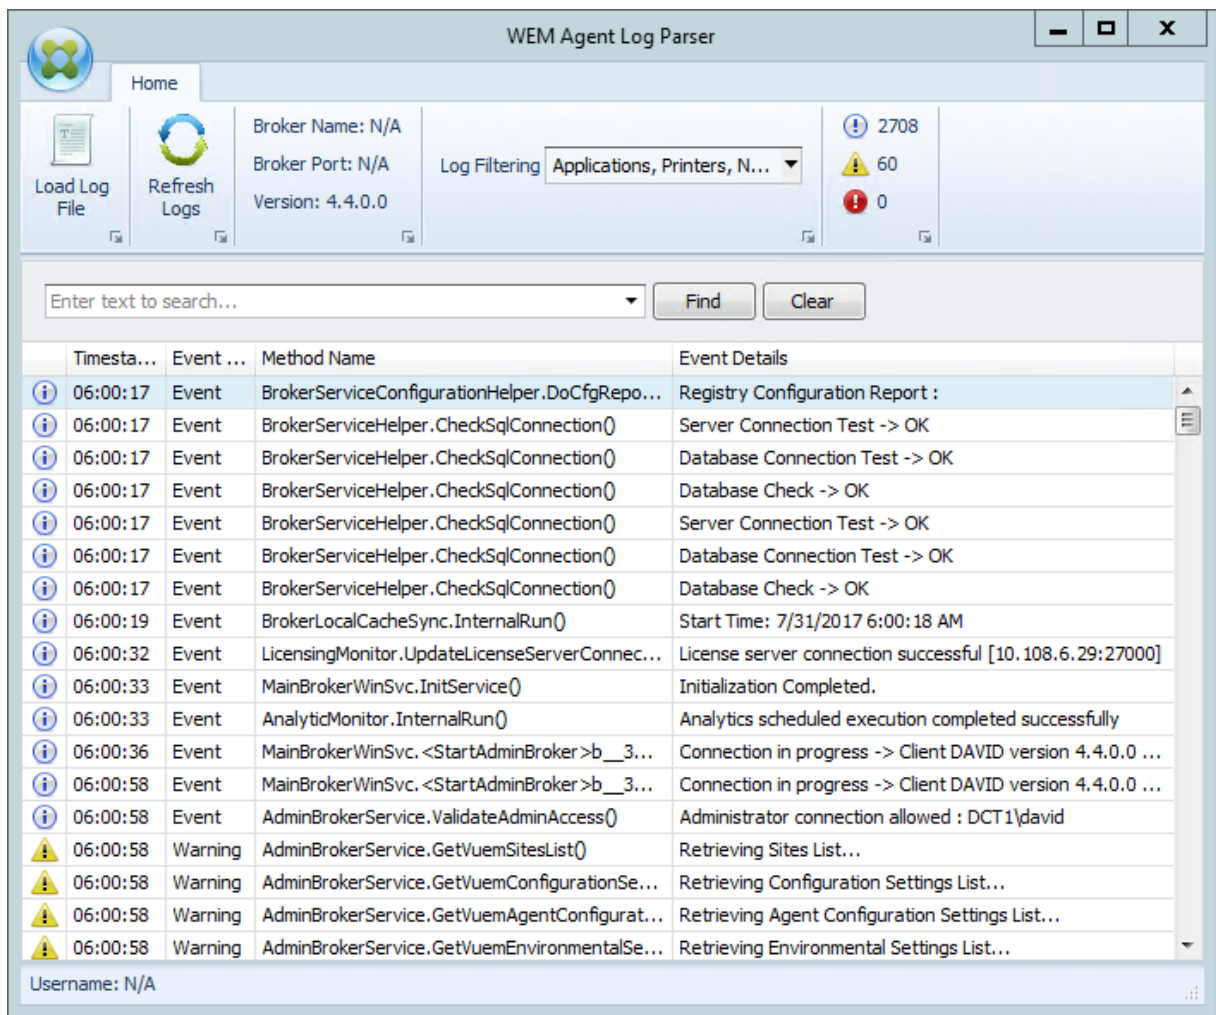 WEM Agent Log Parser
Home
Load Log File
Refresh Logs
Broker Name: N/A
Broker Port: N/A
Version: 4.4.0.0
Log Filtering Applications, Printers, N...
2708
60
0
Enter text to search...
Find Clear
Timesta... Event ... Method Name Event Details
06:00:17 Event BrokerServiceConfigurationHelper.DoCfgRepo... Registry Configuration Report :
06:00:17 Event BrokerServiceHelper.CheckSqlConnection() Server Connection Test -> OK
06:00:17 Event BrokerServiceHelper.CheckSqlConnection() Database Connection Test -> OK
06:00:17 Event BrokerServiceHelper.CheckSqlConnection() Database Check -> OK
06:00:17 Event BrokerServiceHelper.CheckSqlConnection() Server Connection Test -> OK
06:00:17 Event BrokerServiceHelper.CheckSqlConnection() Database Connection Test -> OK
06:00:17 Event BrokerServiceHelper.CheckSqlConnection() Database Check -> OK
06:00:19 Event BrokerLocalCacheSync.InternalRun() Start Time: 7/31/2017 6:00:18 AM
06:00:32 Event LicensingMonitor.UpdateLicenseServerConnec... License server connection successful [10.108.6.29:27000]
06:00:33 Event MainBrokerWinSvc.InitService() Initialization Completed.
06:00:33 Event AnalyticMonitor.InternalRun() Analytics scheduled execution completed successfully
06:00:36 Event MainBrokerWinSvc.<StartAdminBroker>b__3... Connection in progress -> Client DAVID version 4.4.0.0 ...
06:00:58 Event MainBrokerWinSvc.<StartAdminBroker>b__3... Connection in progress -> Client DAVID version 4.4.0.0 ...
06:00:58 Event AdminBrokerService.ValidateAdminAccess() Administrator connection allowed : DCT1\david
06:00:58 Warning AdminBrokerService.GetVuemSitesList() Retrieving Sites List...
06:00:58 Warning AdminBrokerService.GetVuemConfigurationSe... Retrieving Configuration Settings List...
06:00:58 Warning AdminBrokerService.GetVuemAgentConfigurat... Retrieving Agent Configuration Settings List...
06:00:58 Warning AdminBrokerService.GetVuemEnvironmentalSe... Retrieving Environmental Settings List...
Username: N/A